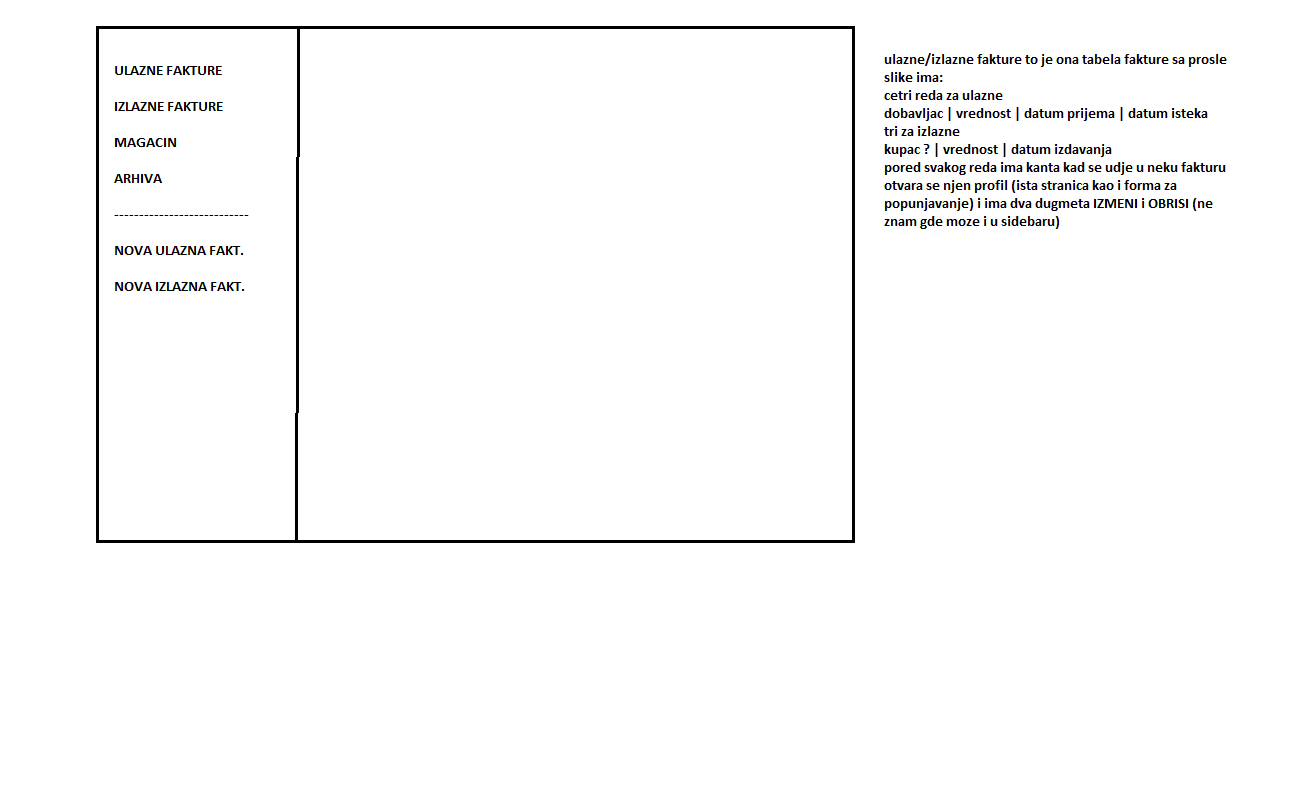 ULAZNE FAKTURE
IZLAZNE FAKTURE
MAGACIN
ARHIVA
---------------------------
NOVA ULAZNA FAKT.
NOVA IZLAZNA FAKT.
ulazne/izlazne fakture to je ona tabela fakture sa prosle
slike ima:
cetri reda za ulazne
dobavljac | vrednost | datum prijema | datum isteka
tri za izlazne
kupac ? | vrednost | datum izdavanja
pored svakog reda ima kanta kad se udje u neku fakturu
otvara se njen profil (ista stranica kao i forma za
popunjavanje) i ima dva dugmeta IZMENI i OBRISI (ne
znam gde moze i u sidebaru)